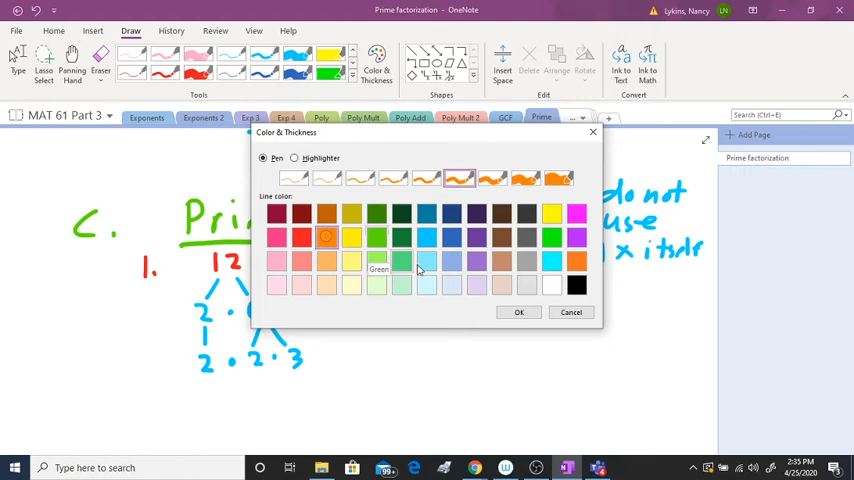 Prime factorization - OneNote
Lykins, Nancy
LN
File
Home
Insert
Draw
History
Review
View
Help
Type
Lasso Select
Panning Hand
Eraser
Color & Thickness
Insert Space
Delete
Arrange
Rotate
Ink to Text
Ink to Math
Tools
Shapes
Edit
Convert
MAT 61 Part 3
Exponents
Exponents 2
Exp 3
Exp 4
Poly
Poly Mult
Poly Add
Poly Mult 2
GCF
Prime
...
+
Search (Ctrl+E)
Add Page
Prime factorization
Color & Thickness
Pen
Highlighter
Line color:
Green
OK
Cancel
do not
C. Pri
use
1. 12
x itself
2 ·
2 · 2 · 3
Type here to search
99+
2:35 PM
4/25/2020
3